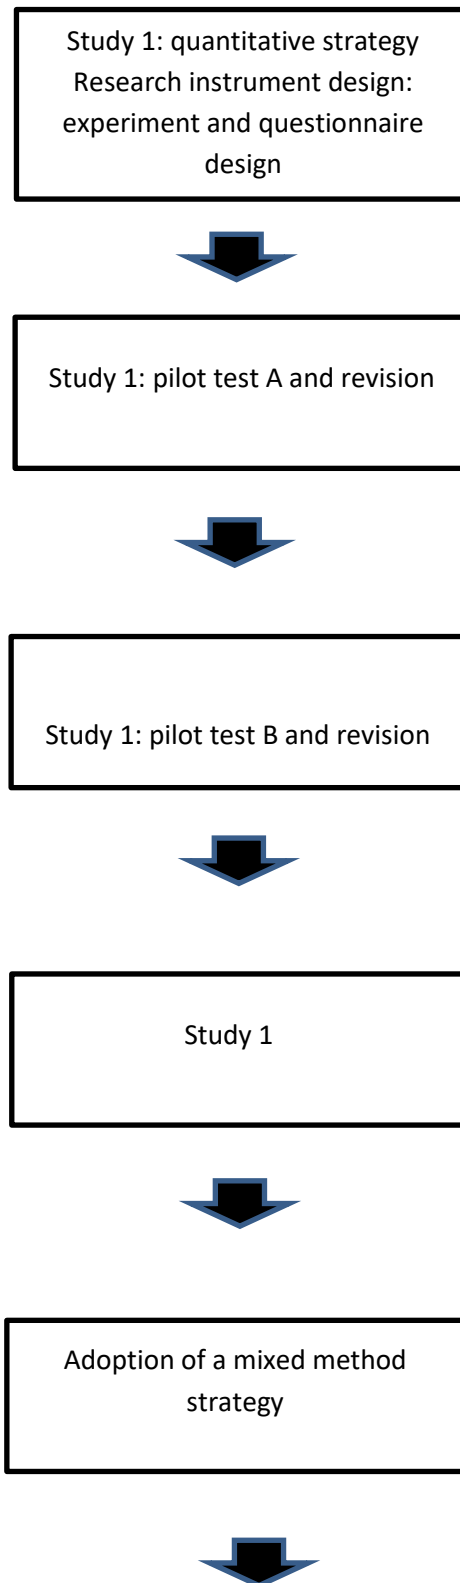 Study 1: quantitative strategy
Research instrument design:
experiment and questionnaire
design
Study 1: pilot test A and revision
Study 1: pilot test B and revision
Study 1
Adoption of a mixed method
strategy